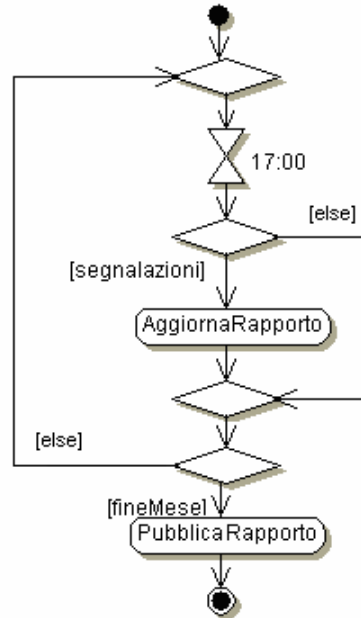 17:00
[else]
[segnalazioni]
AggiornaRapporto
[else]
[fineMese]
PubblicaRapporto